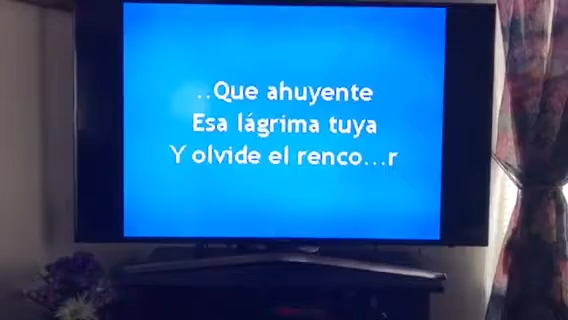 ..Que ahuyente
Esa lágrima tuya
Y olvide el renco...r